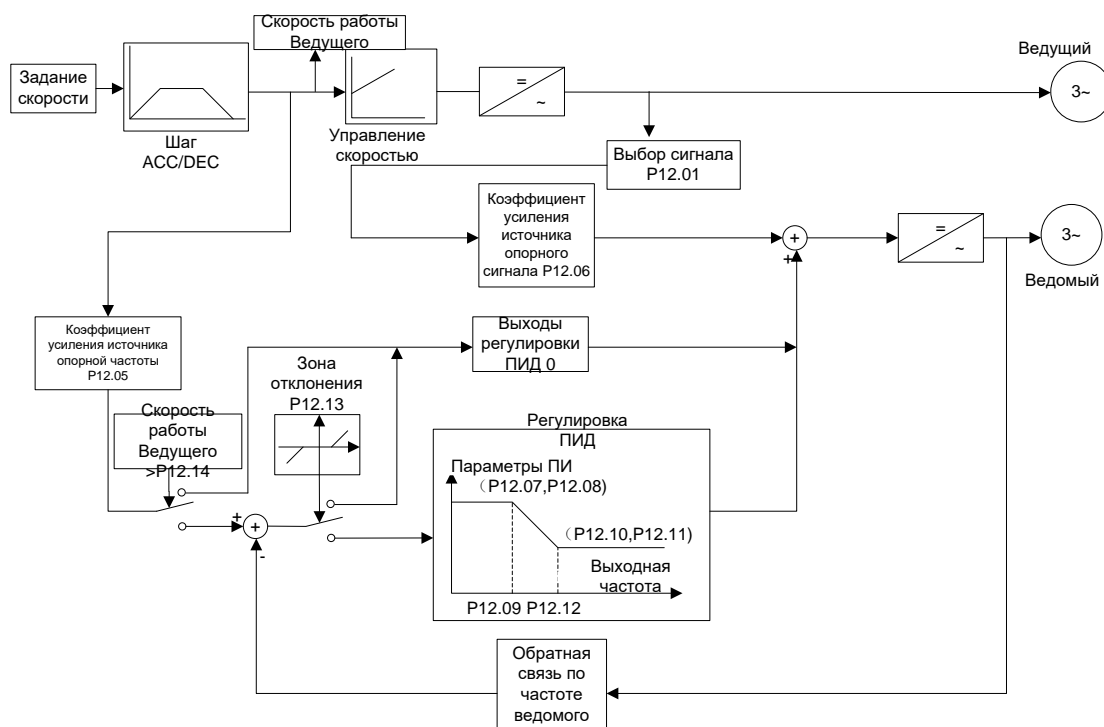 Скорость работы
Ведущего
Ведущий
Задание
скорости
=
~
3~
Шаг
ACC/DEC
Управление
скоростью
Выбор сигнала
P12.01
Коэффициент
усиления
источника
опорного
сигнала P12.06
+
+
=
~
3~
Ведомый
Коэффициент
усиления источника
опорной частоты
P12.05
Выходы
регулировки
ПИД 0
Зона
отклонения
P12.13
Скорость
работы
Ведущего
>P12.14
Регулировка
ПИД
Параметры ПИ
(P12.07,P12.08)
+
+
-
(P12.10,P12.11)
Выходная
частота
P12.09 P12.12
Обратная
связь по
частоте
ведомого